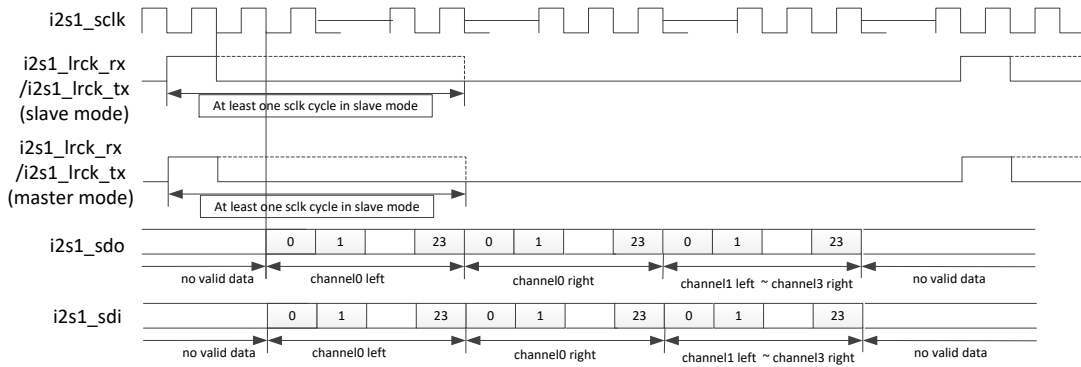 i2s1_sclk
i2s1_lrck_rx
/i2s1_lrck_tx
(slave mode)
At least one sclk cycle in slave mode
i2s1_lrck_rx
/i2s1_lrck_tx
(master mode)
At least one sclk cycle in slave mode
i2s1_sdo
0 1 23 0 1 23 0 1 23
no valid data channel0 left channel0 right channel1 left ~ channel3 right no valid data
i2s1_sdi
0 1 23 0 1 23 0 1 23
no valid data channel0 left channel0 right channel1 left ~ channel3 right no valid data